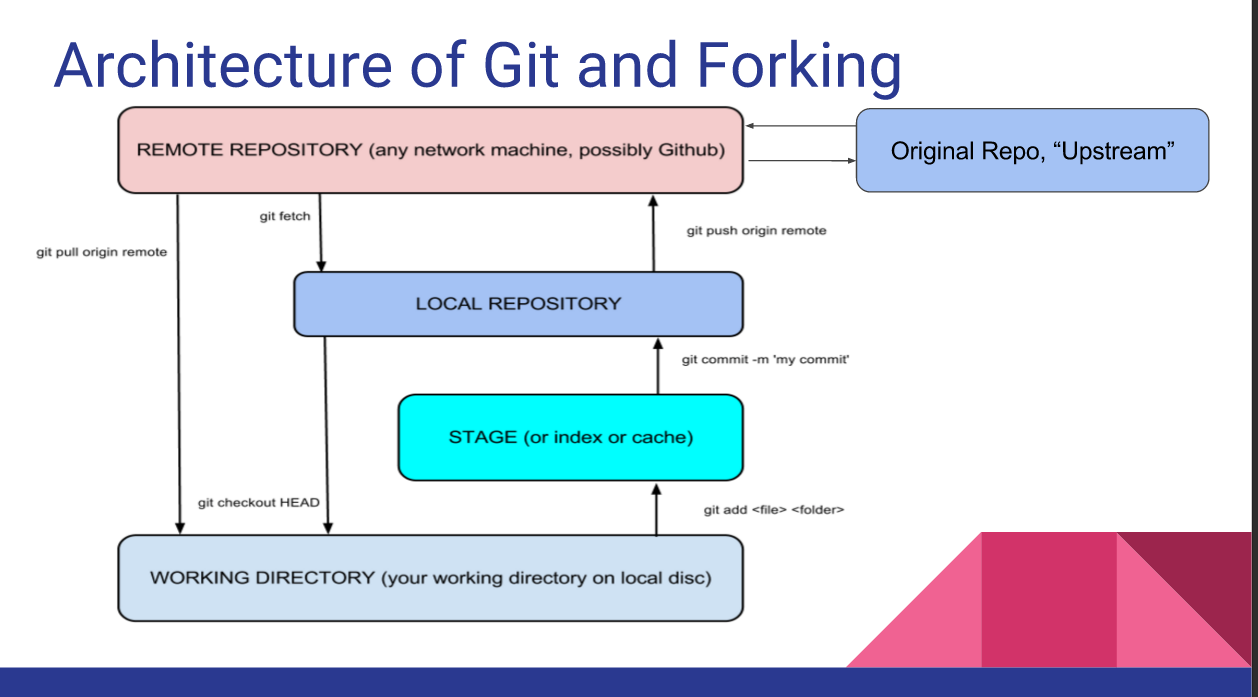 Architecture of Git and Forking
REMOTE REPOSITORY (any network machine, possibly Github)
Original Repo, “Upstream”
git fetch
git push origin remote
git pull origin remote
LOCAL REPOSITORY
git commit -m 'my commit'
STAGE (or index or cache)
git checkout HEAD
git add <file> <folder>
WORKING DIRECTORY (your working directory on local disc)